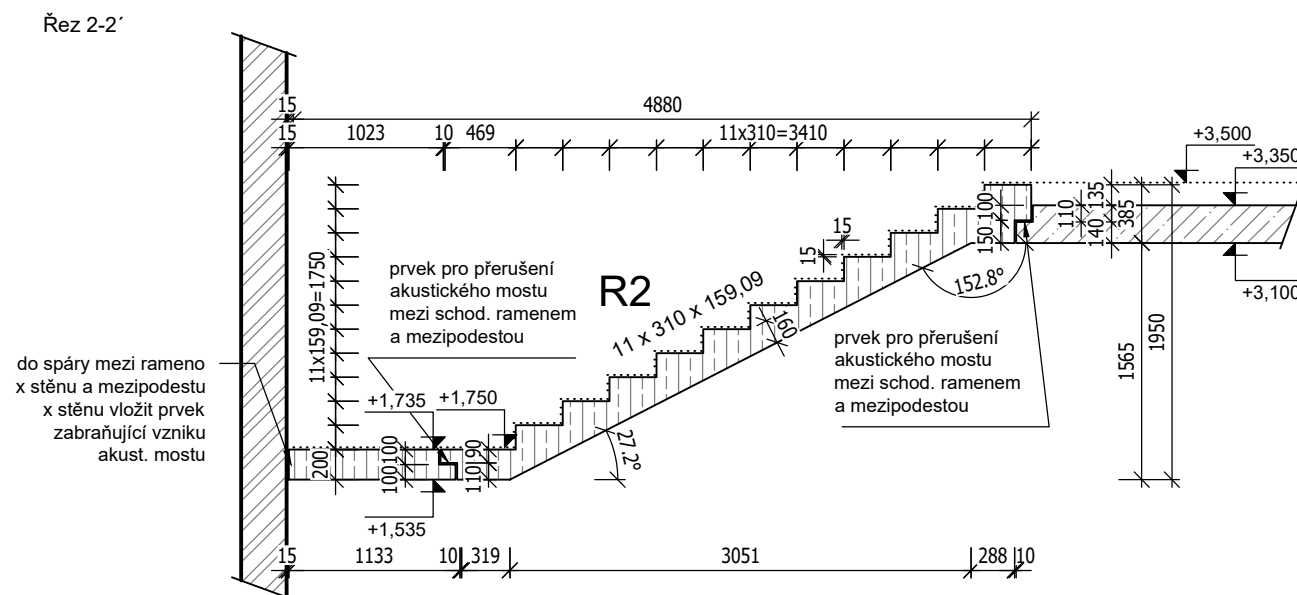 Řez 2-2´
15
4880
15
1023
10
469
11x310=3410
+3,500
+3,350
135
100
110
385
140
150
15
15
11x159,09=1750
prvek pro přerušení
akustického mostu
mezi schod. ramenem
a mezipodestou
R2
11 x 310 x 159,09
160
152.8º
+3,100
prvek pro přerušení
akustického mostu
mezi schod. ramenem
a mezipodestou
1565
1950
do spáry mezi rameno
x stěnu a mezipodestu
x stěnu vložit prvek
zabraňující vzniku
akust. mostu
+1,735
+1,750
27.2º
200
100
100
110
90
+1,535
15
1133
10
319
3051
288
10